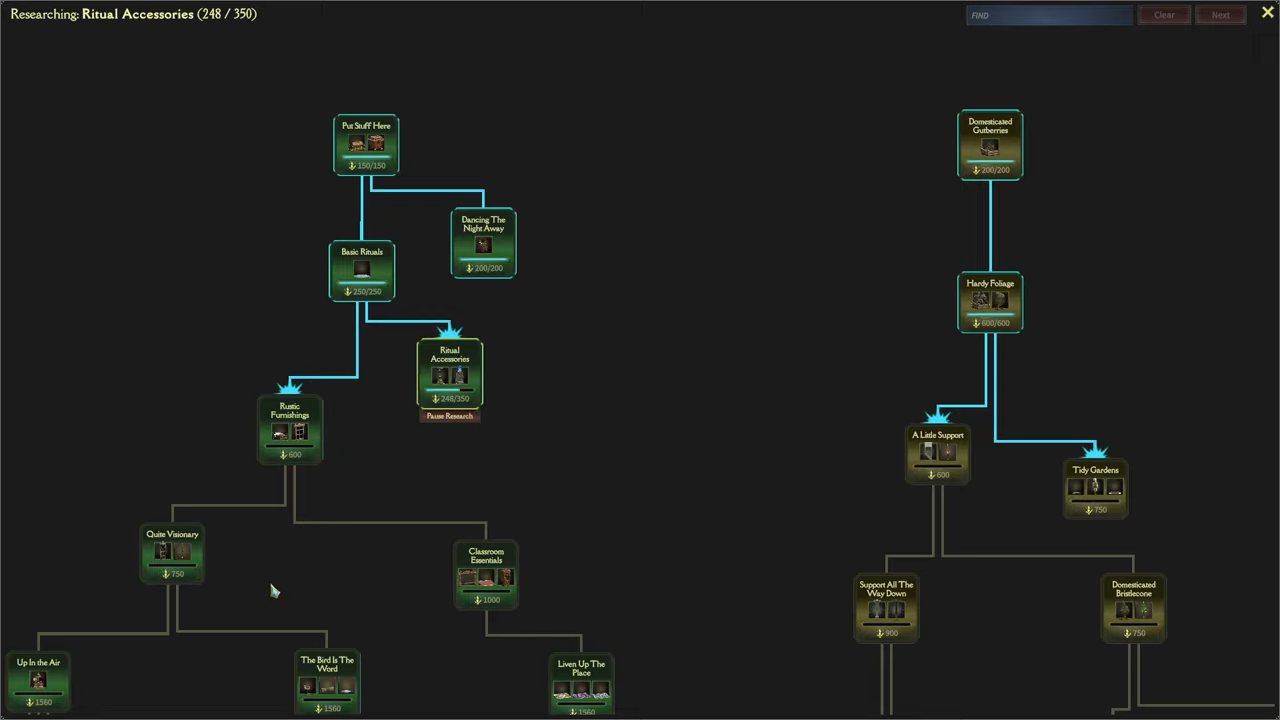 Researching: Ritual Accessories (248 / 350)
FIND
Clear
Next
Put Stuff Here
150/150
Domesticated
Gutberries
200/200
Dancing The
Night Away
200/200
Basic Rituals
250/250
Hardy Foliage
600/600
Ritual
Accessories
248/350
Pause Research
Rustic
Furnishings
600
A Little Support
600
Tidy Gardens
750
Quite Visionary
750
Classroom
Essentials
1000
Support All The
Way Down
900
Domesticated
Bristlecone
750
Up In the Air
1560
The Bird Is The
Word
1560
Liven Up The
Place
1560